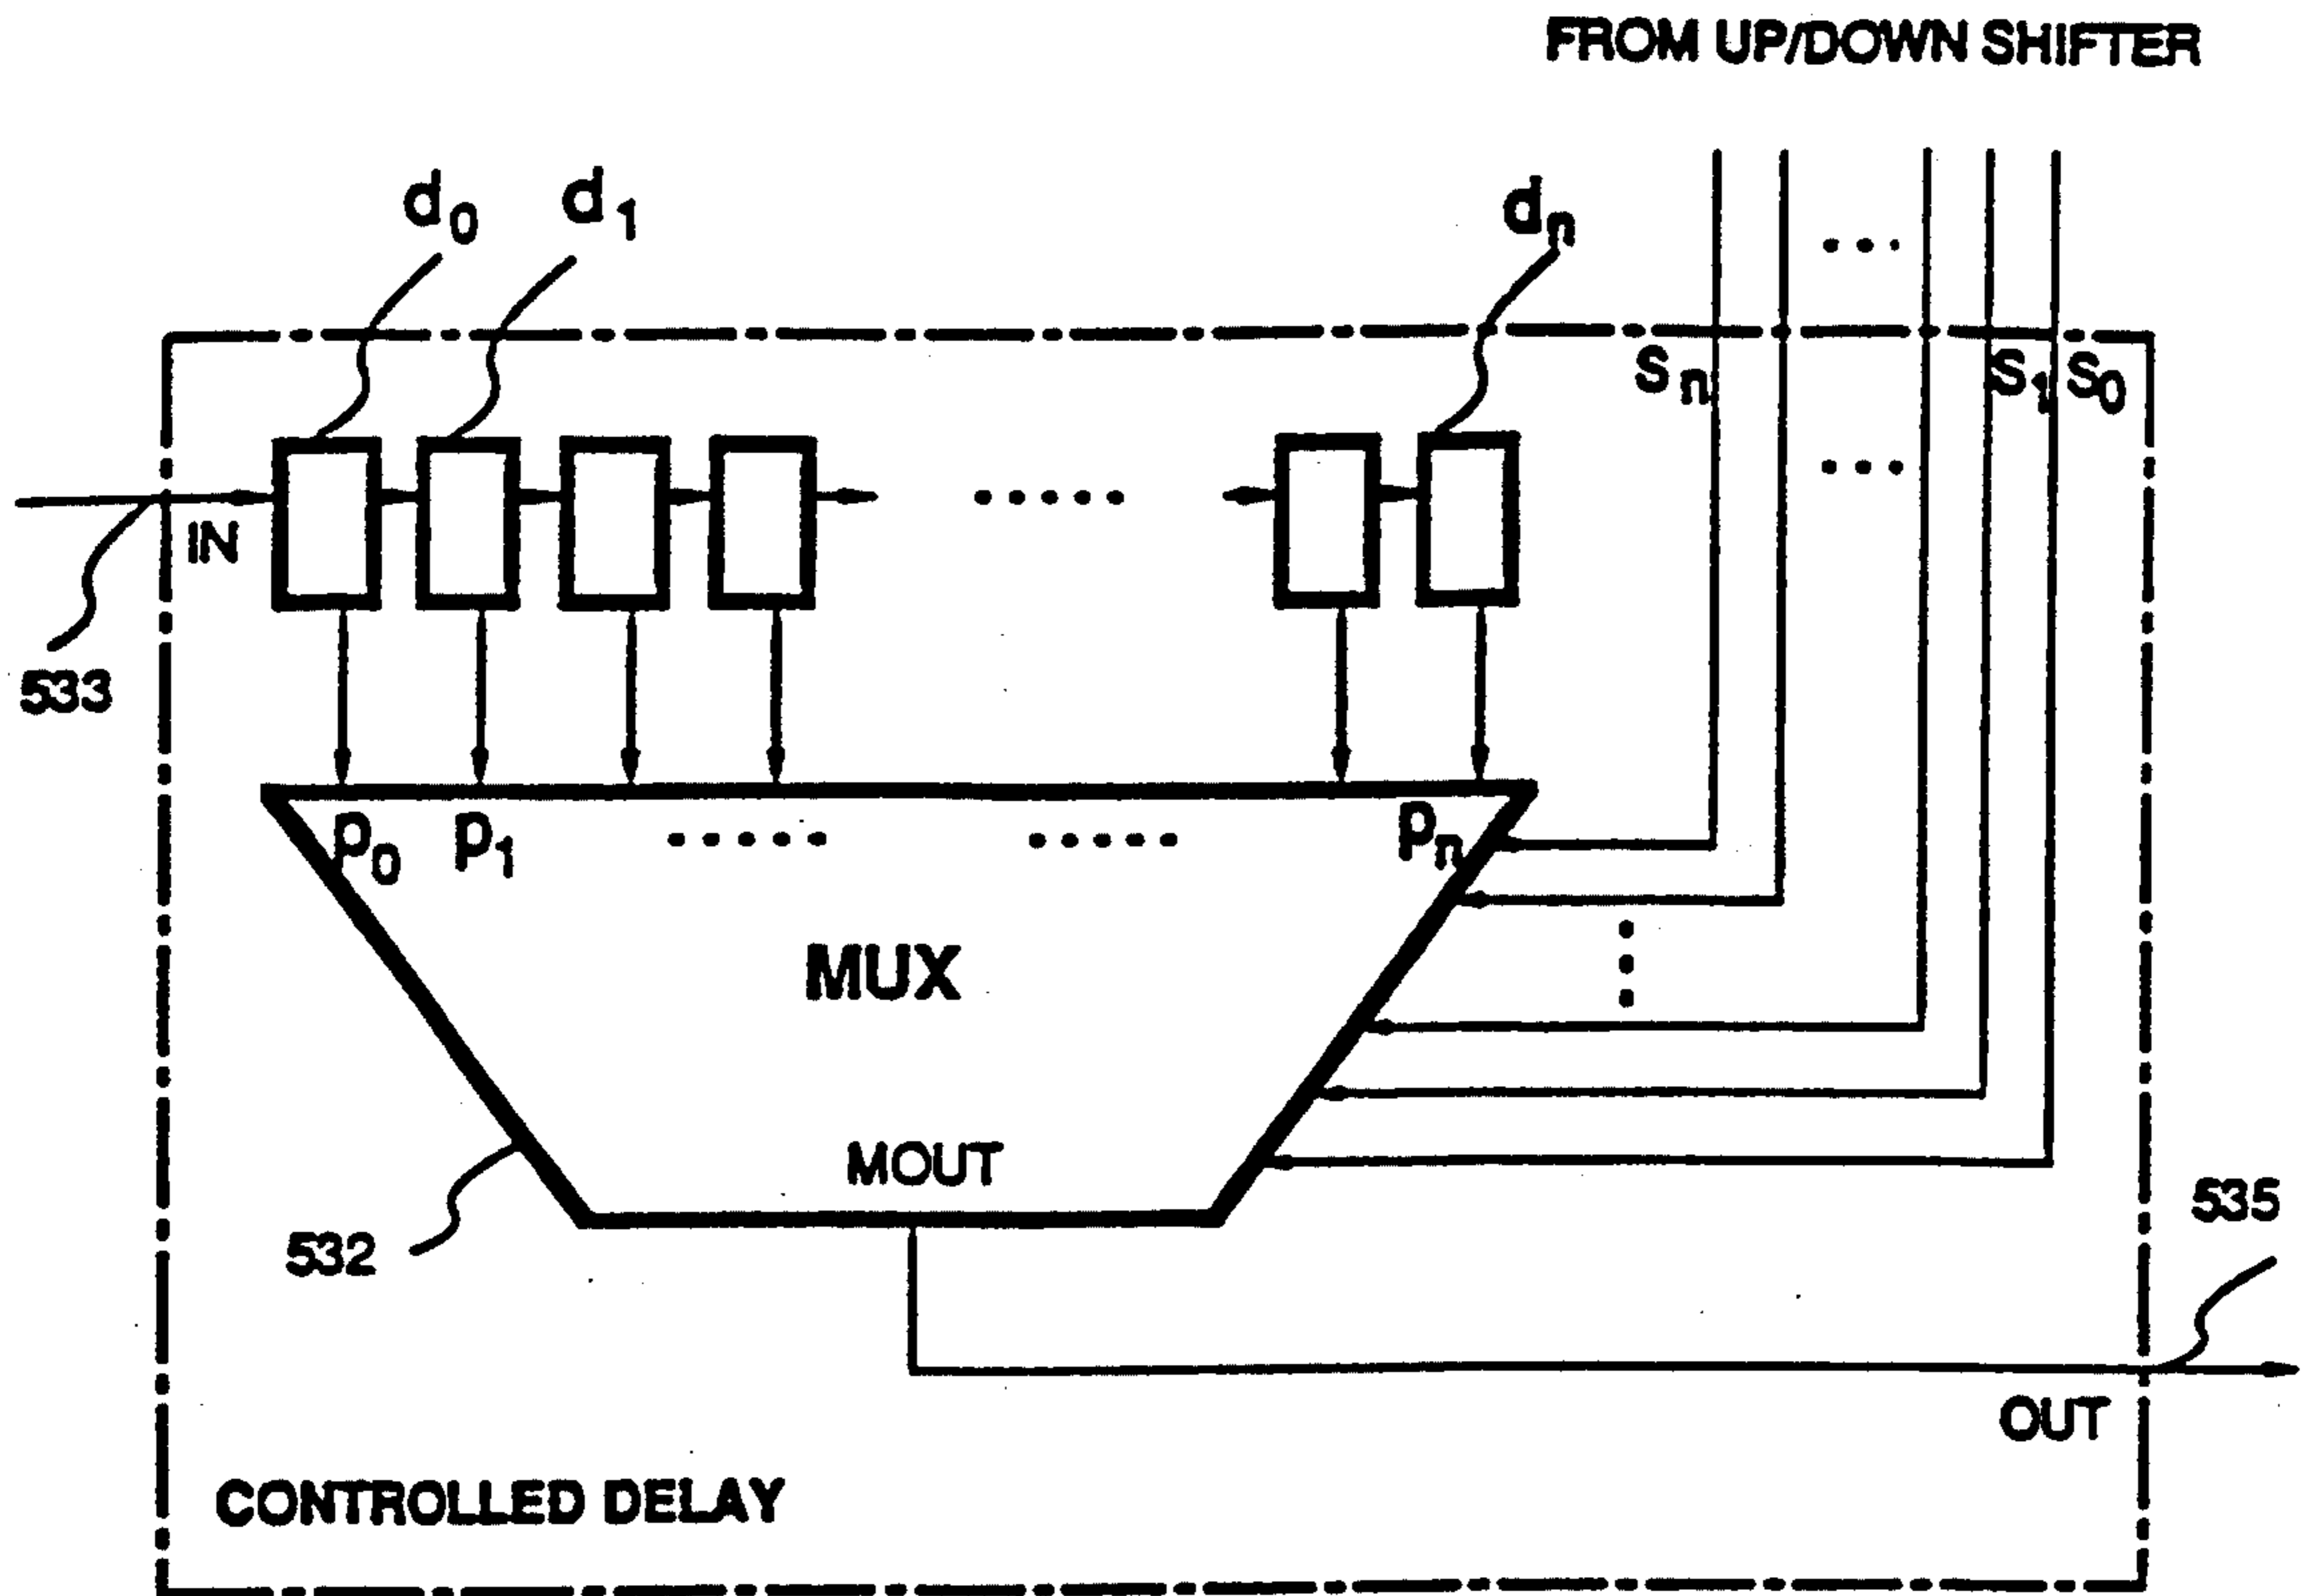 FROM UP/DOWN SHIFTER
d0 d1 dn
Sn S1 S0
IN
533
P0 P1 ..... ..... Pn
MUX
MOUT
532
535
OUT
CONTROLLED DELAY